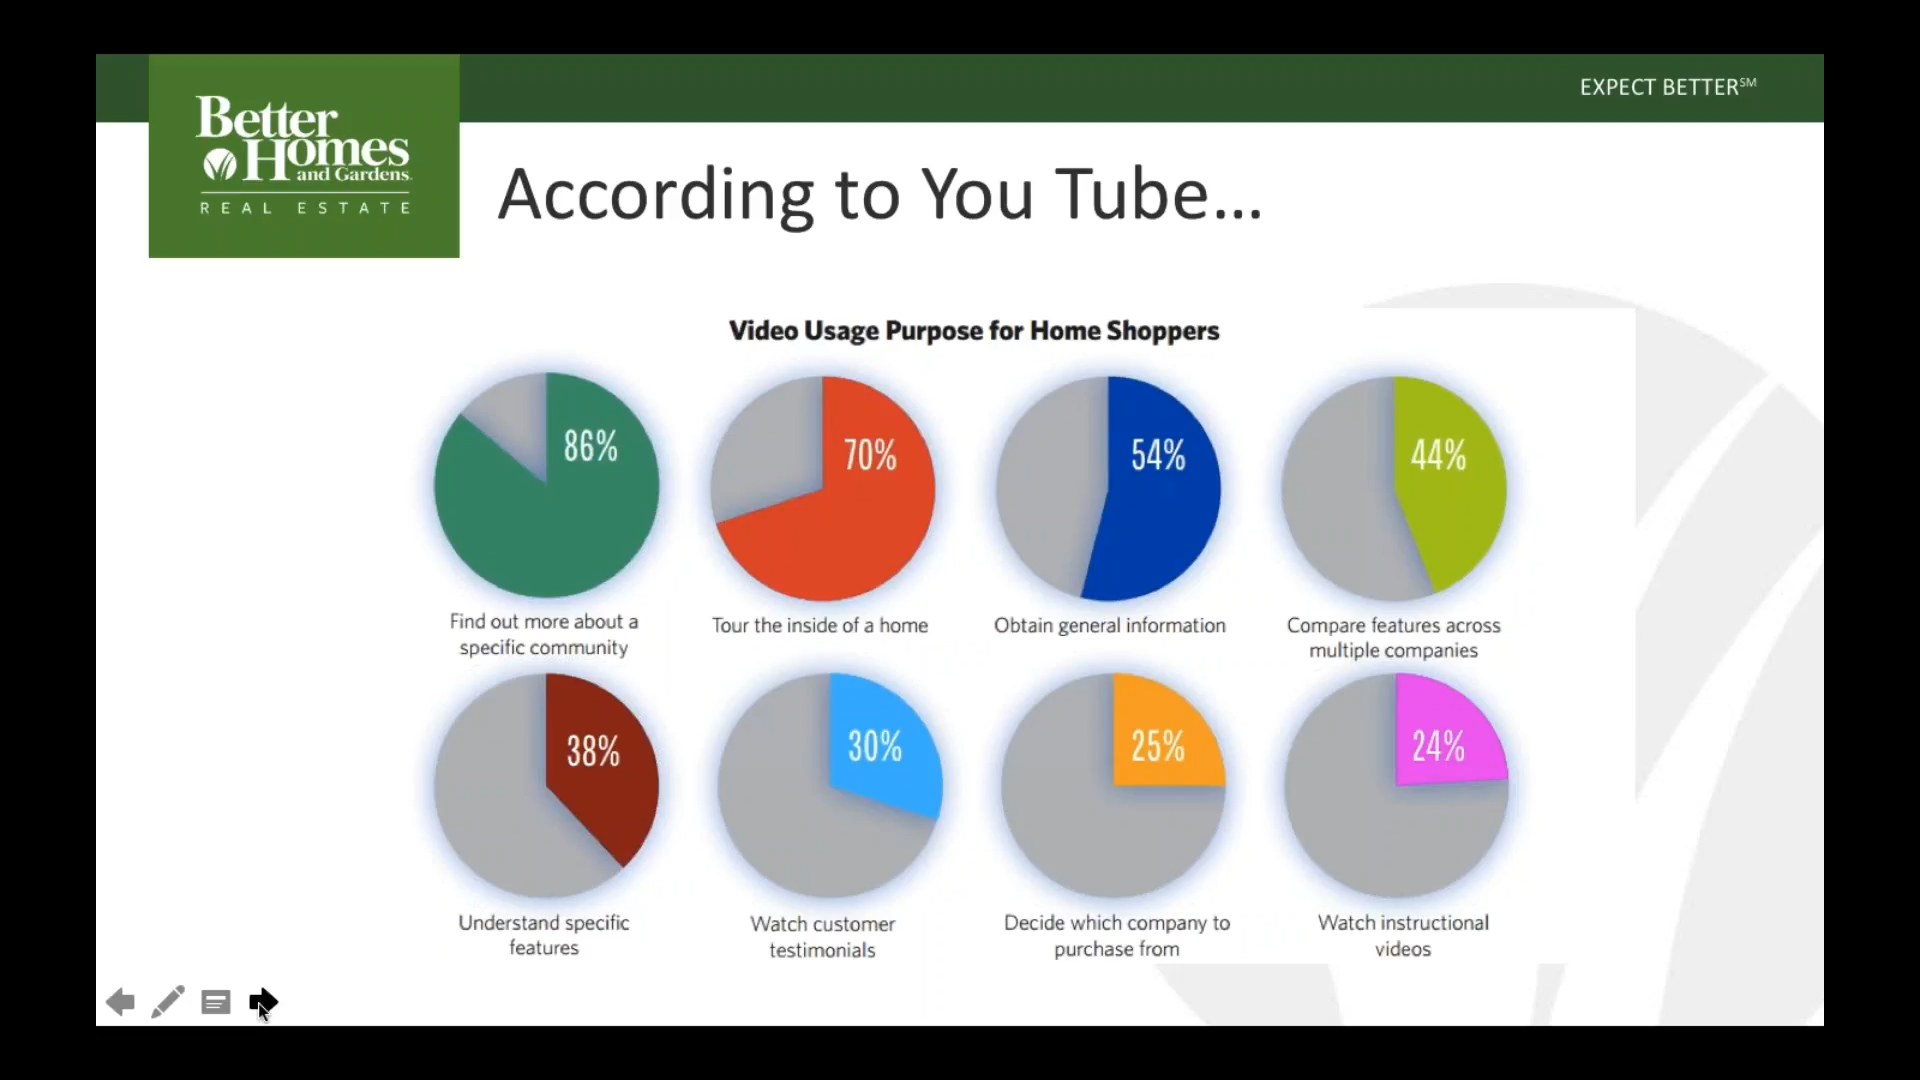 EXPECT BETTER℠
Better
Homes
and Gardens
REAL ESTATE
According to You Tube...
Video Usage Purpose for Home Shoppers
86%
70%
54%
44%
Find out more about a
specific community
Tour the inside of a home
Obtain general information
Compare features across
multiple companies
38%
30%
25%
24%
Understand specific
features
Watch customer
testimonials
Decide which company to
purchase from
Watch instructional
videos